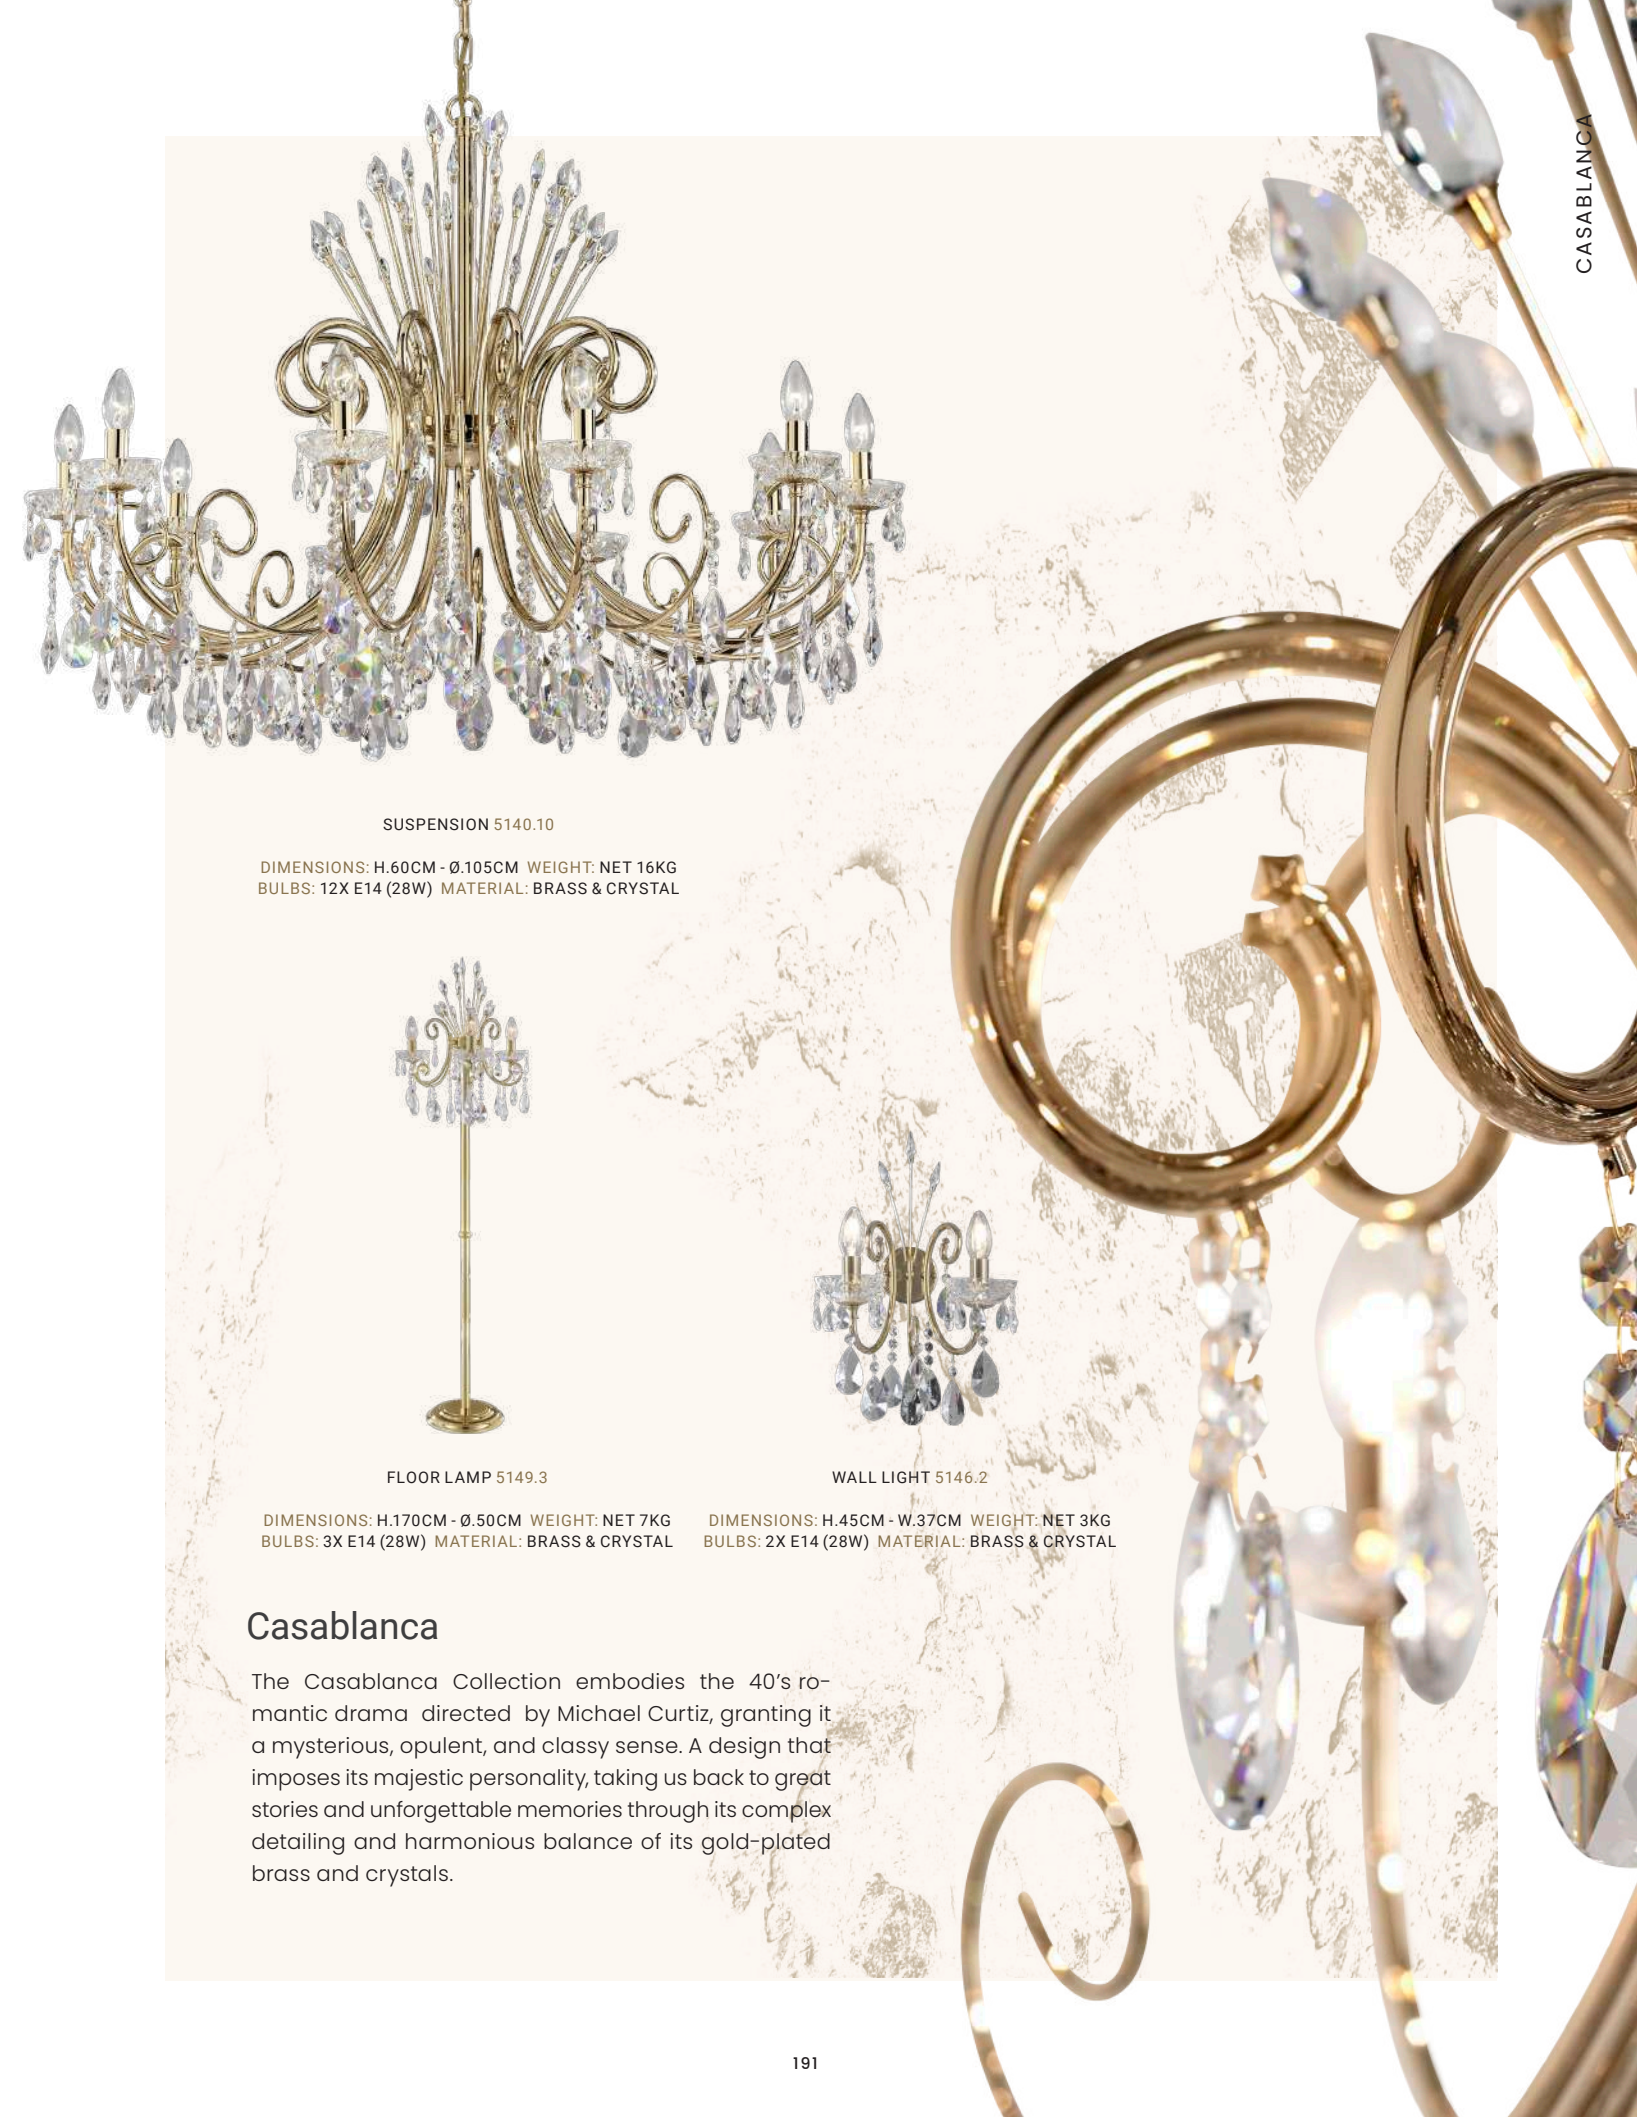 CASABLANCA
SUSPENSION 5140.10
DIMENSIONS: H.60CM - Ø.105CM WEIGHT: NET 16KG
BULBS: 12X E14 (28W) MATERIAL: BRASS & CRYSTAL
FLOOR LAMP 5149.3
DIMENSIONS: H.170CM - Ø.50CM WEIGHT: NET 7KG
BULBS: 3X E14 (28W) MATERIAL: BRASS & CRYSTAL
WALL LIGHT 5146.2
DIMENSIONS: H.45CM - W.37CM WEIGHT: NET 3KG
BULBS: 2X E14 (28W) MATERIAL: BRASS & CRYSTAL
Casablanca
The Casablanca Collection embodies the 40's ro-
mantic drama directed by Michael Curtiz, granting it
a mysterious, opulent, and classy sense. A design that
imposes its majestic personality, taking us back to great
stories and unforgettable memories through its complex
detailing and harmonious balance of its gold-plated
brass and crystals.
191